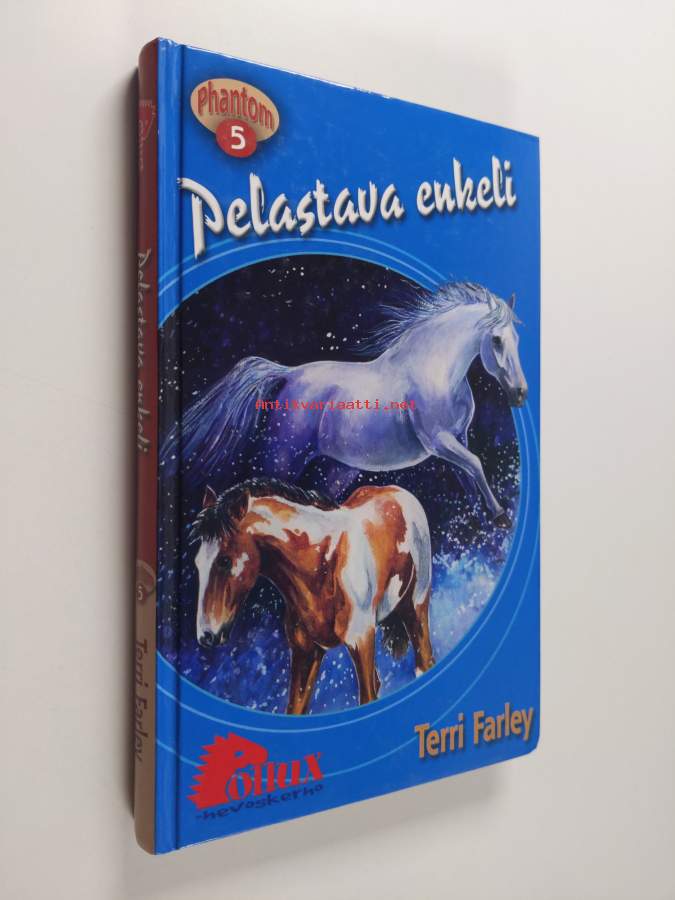 Phantom
5
Pelastava enkeli
Antikvariaatti.net
Terri Farley
Pollux
-hevoskerho
Pelastava enkeli
5
Terri Farley